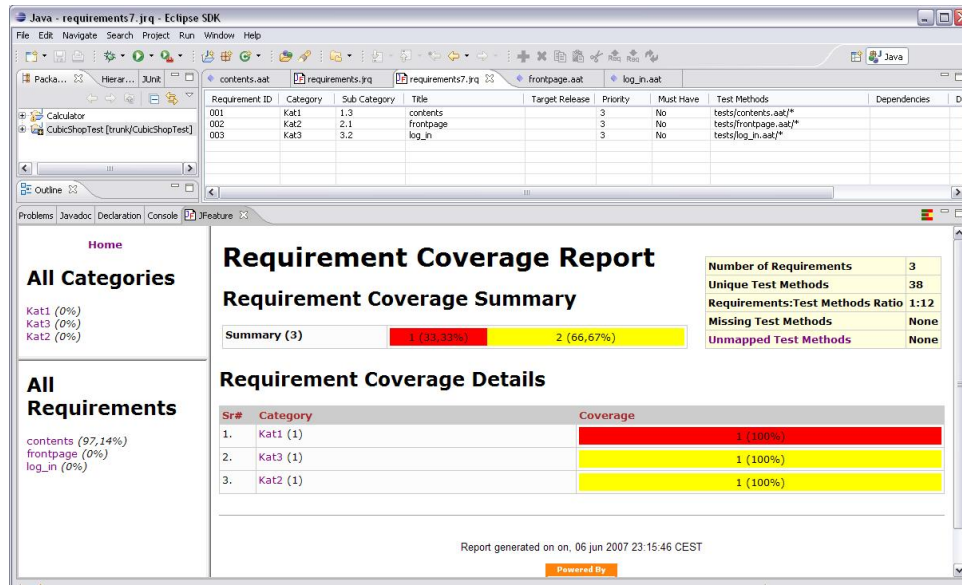 Java - requirements7.jrq - Eclipse SDK
File Edit Navigate Search Project Run Window Help
Java
Packa... Hierar... JUnit
contents.aat requirements.jrq requirements7.jrq frontpage.aat log_in.aat
Calculator
CubicShopTest [trunk/CubicShopTest]
Requirement ID Category Sub Category Title Target Release Priority Must Have Test Methods Dependencies D
001 Kat1 1.3 contents 3 No tests/contents.aat/*
002 Kat2 2.1 frontpage 3 No tests/frontpage.aat/*
003 Kat3 3.2 log_in 3 No tests/log_in.aat/*
Outline
Problems Javadoc Declaration Console JFeature
Home
All Categories
Kat1 (0%)
Kat3 (0%)
Kat2 (0%)
All
Requirements
contents (97,14%)
frontpage (0%)
log_in (0%)
Requirement Coverage Report
Requirement Coverage Summary
Summary (3) 1 (33,33%) 2 (66,67%)
Number of Requirements 3
Unique Test Methods 38
Requirements:Test Methods Ratio 1:12
Missing Test Methods None
Unmapped Test Methods None
Requirement Coverage Details
Sr# Category Coverage
1. Kat1 (1) 1 (100%)
2. Kat3 (1) 1 (100%)
3. Kat2 (1) 1 (100%)
Report generated on on, 06 jun 2007 23:15:46 CEST
Powered By